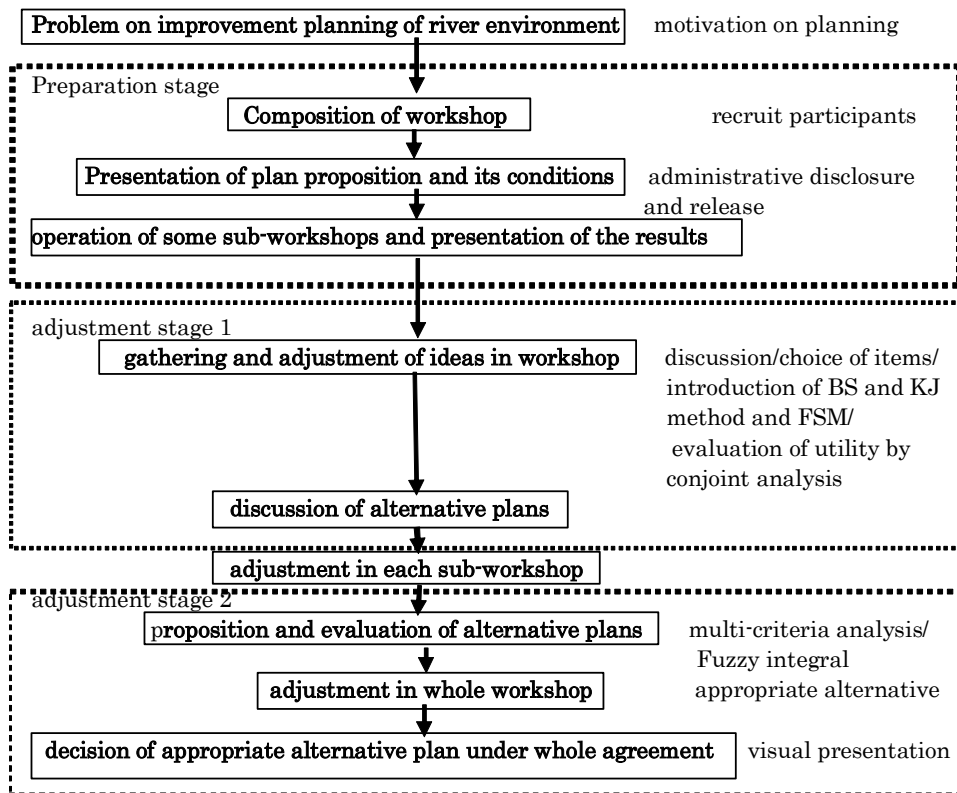 Problem on improvement planning of river environment
motivation on planning
Preparation stage
Composition of workshop
recruit participants
Presentation of plan proposition and its conditions
administrative disclosure
and release
operation of some sub-workshops and presentation of the results
adjustment stage 1
gathering and adjustment of ideas in workshop
discussion/choice of items/
introduction of BS and KJ
method and FSM/
evaluation of utility by
conjoint analysis
discussion of alternative plans
adjustment in each sub-workshop
adjustment stage 2
proposition and evaluation of alternative plans
multi-criteria analysis/
Fuzzy integral
appropriate alternative
adjustment in whole workshop
decision of appropriate alternative plan under whole agreement
visual presentation